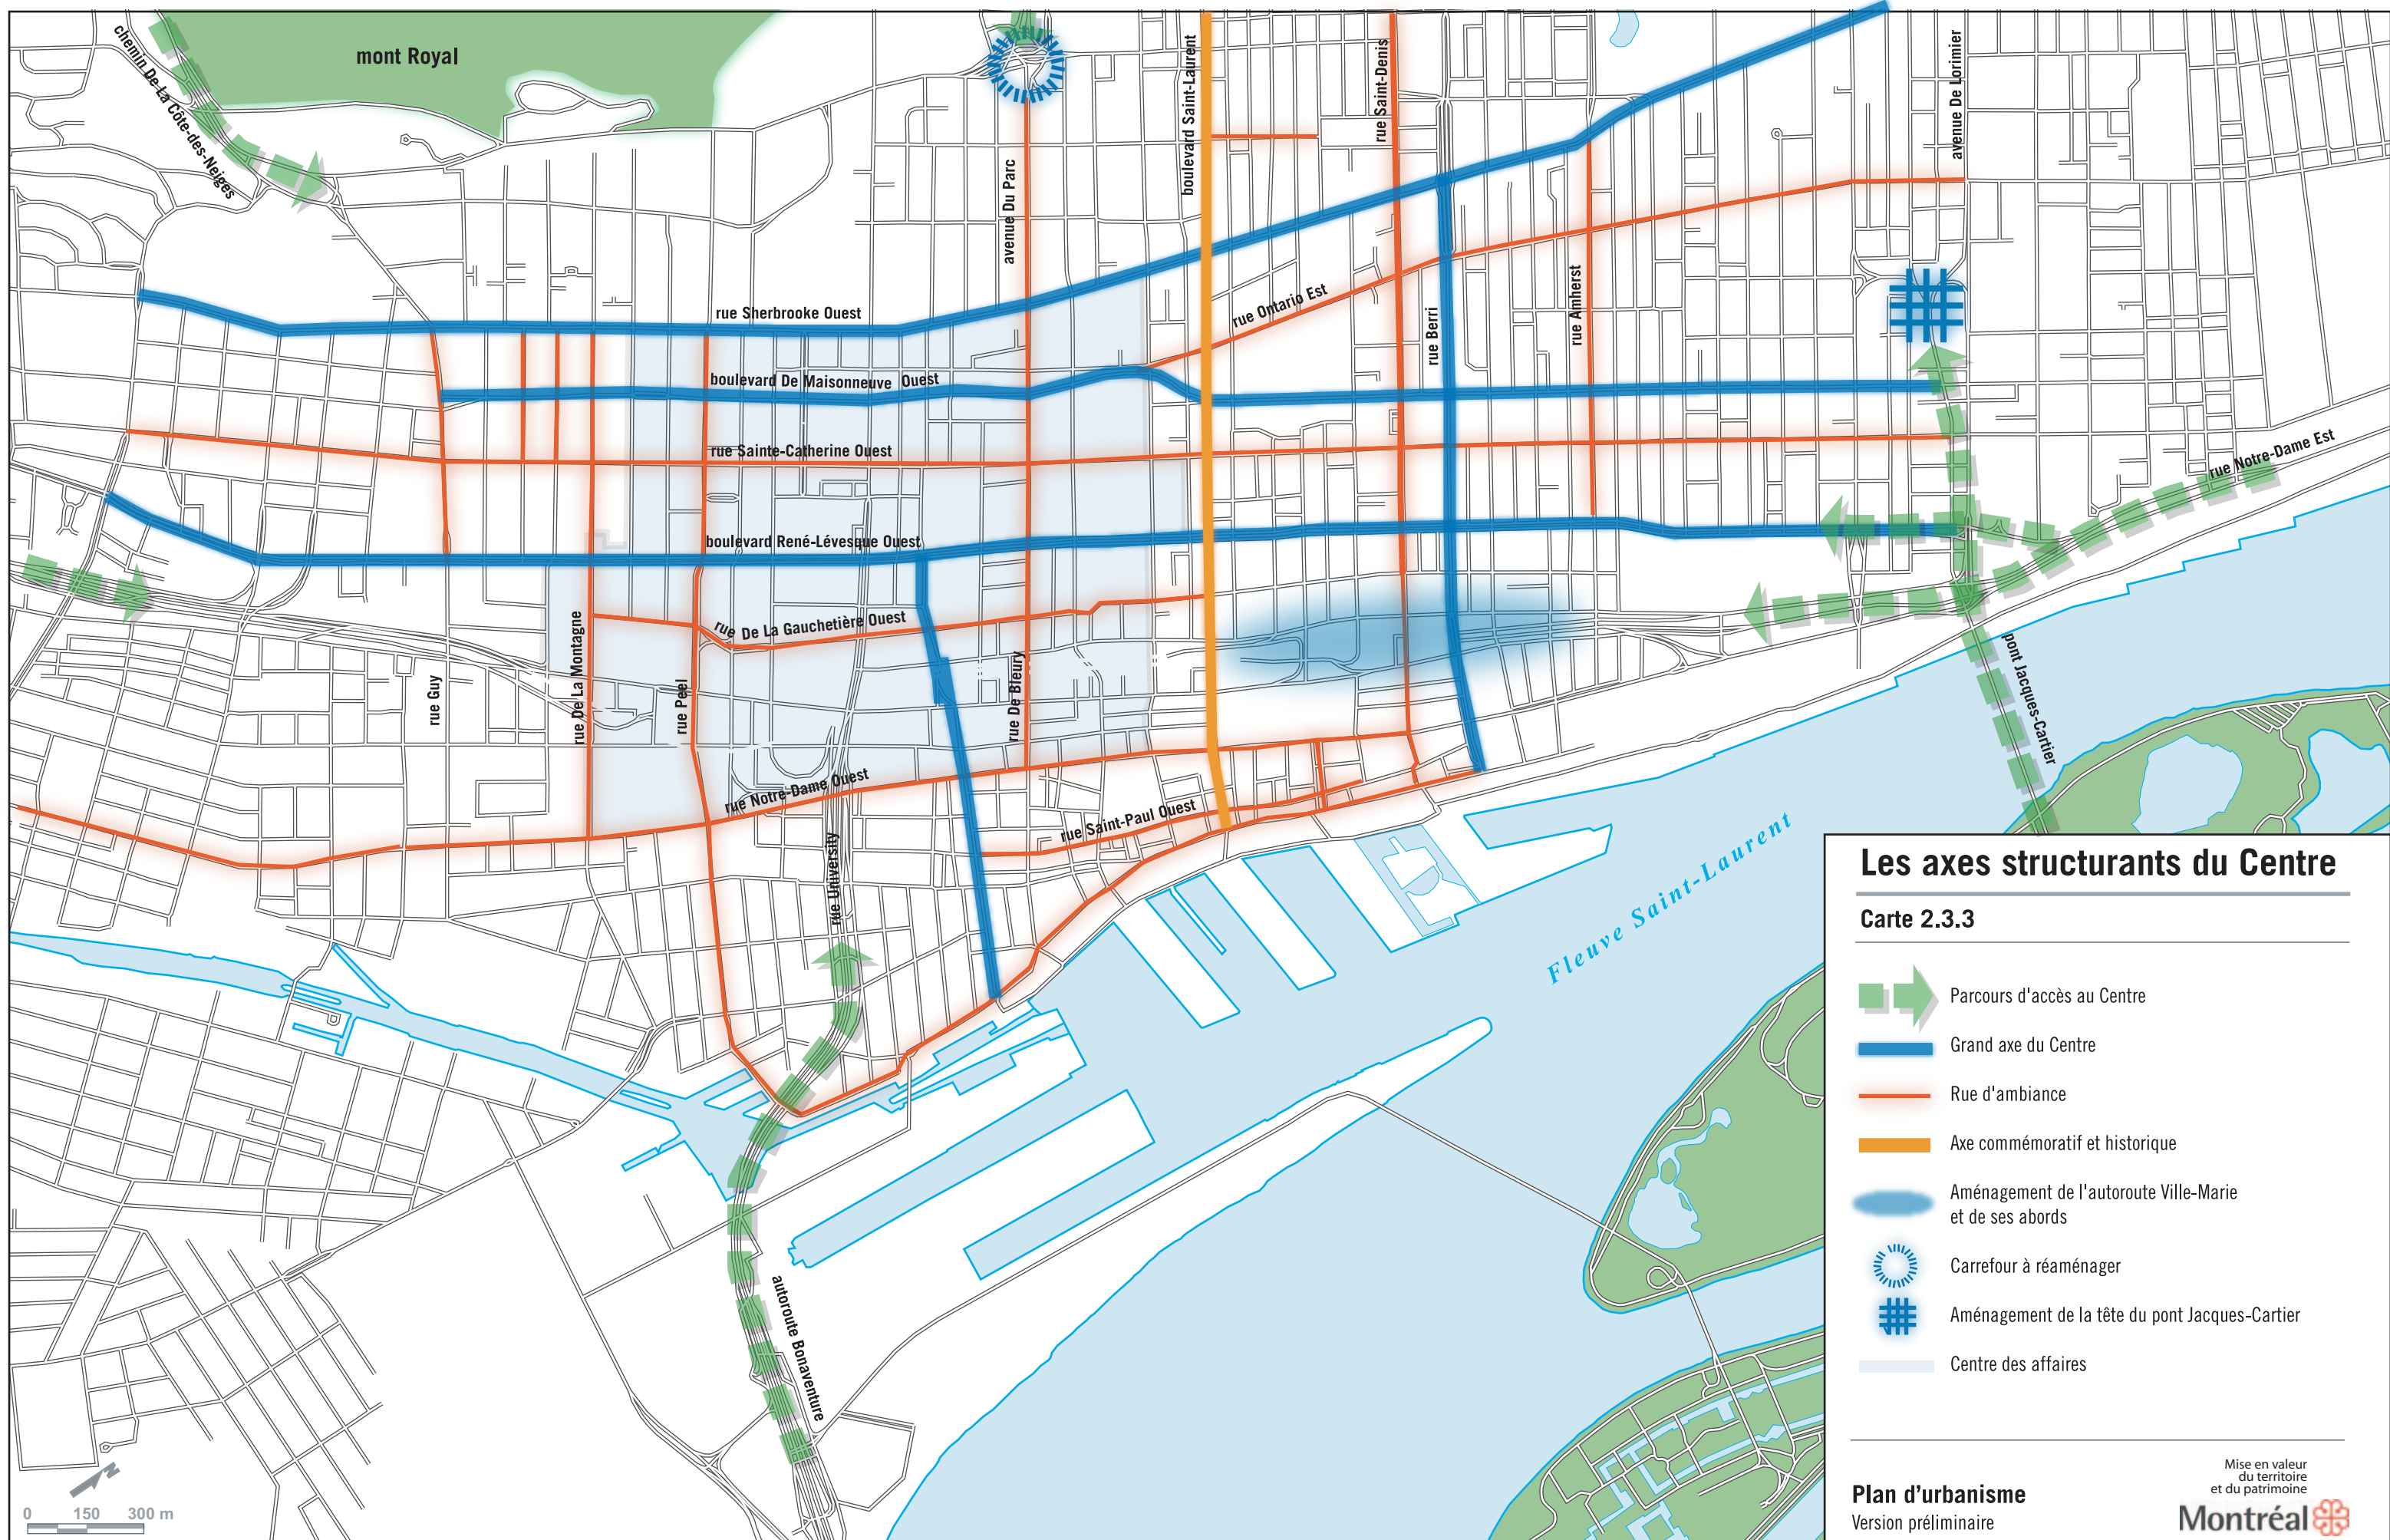 mont Royal
chemin De La Côte-des-Neiges
avenue Du Parc
boulevard Saint-Laurent
rue Saint-Denis
avenue De Lorimier
rue Sherbrooke Ouest
rue Ontario Est
rue Berri
rue Amherst
boulevard De Maisonneuve Ouest
rue Sainte-Catherine Ouest
rue Notre-Dame Est
boulevard René-Lévesque Ouest
rue De La Gauchetière Ouest
rue Guy
rue De La Montagne
rue Peel
rue De Bleury
pont Jacques-Cartier
rue Notre-Dame Ouest
rue Saint-Paul Ouest
rue University
Fleuve Saint-Laurent
autoroute Bonaventure
N
0 150 300 m
Les axes structurants du Centre
Carte 2.3.3
Parcours d'accès au Centre
Grand axe du Centre
Rue d'ambiance
Axe commémoratif et historique
Aménagement de l'autoroute Ville-Marie
et de ses abords
Carrefour à réaménager
Aménagement de la tête du pont Jacques-Cartier
Centre des affaires
Mise en valeur
du territoire
et du patrimoine
Plan d'urbanisme
Version préliminaire
Montréal